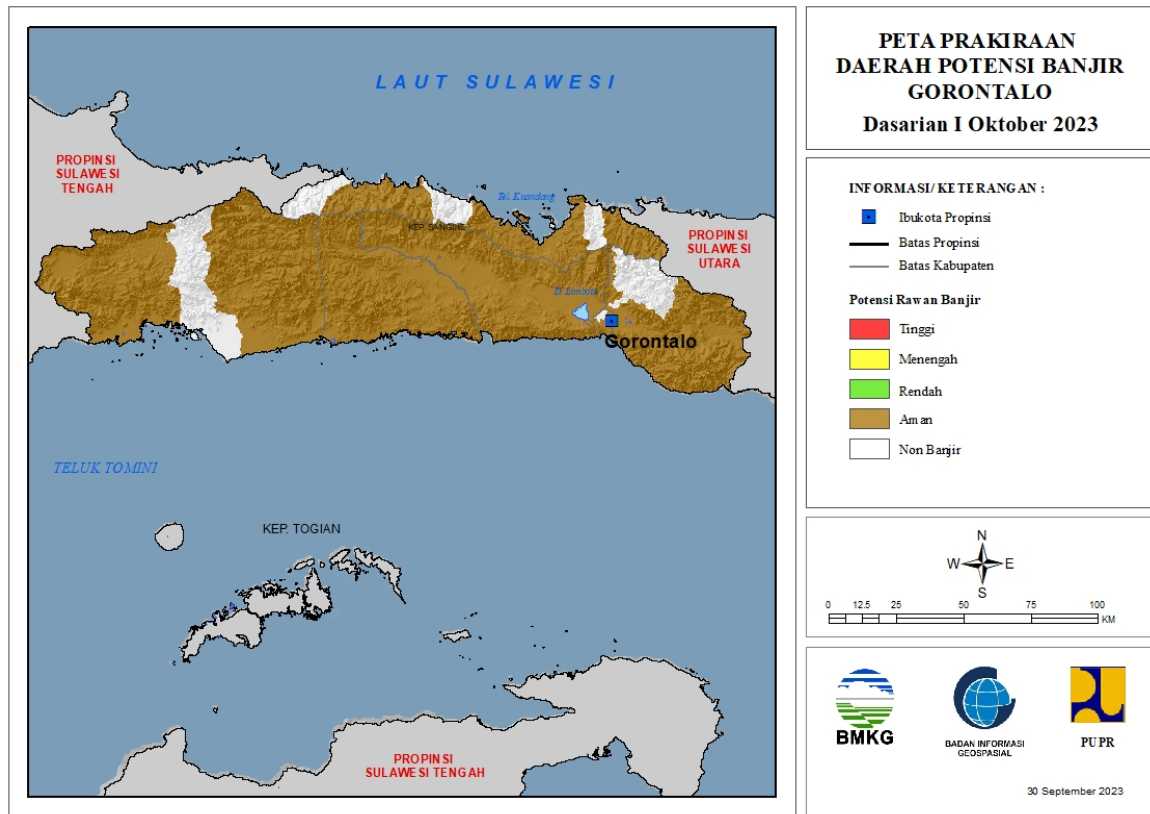 LAUT SULAWESI
PROPINSI
SULAWESI
TENGAH
Tel. Kwandang
KEP. SANGIHE
PROPINSI
SULAWESI
UTARA
D. Limboto
Gorontalo
TELUK TOMINI
KEP. TOGIAN
PROPINSI
SULAWESI TENGAH
PETA PRAKIRAAN
DAERAH POTENSI BANJIR
GORONTALO
Dasarian I Oktober 2023
INFORMASI/ KETERANGAN :
Ibukota Propinsi
Batas Propinsi
Batas Kabupaten
Potensi Rawan Banjir
Tinggi
Menengah
Rendah
Aman
Non Banjir
N
W E
S
0 12.5 25 50 75 100
KM
BMKG
BADAN INFORMASI
GEOSPASIAL
PUPR
30 September 2023